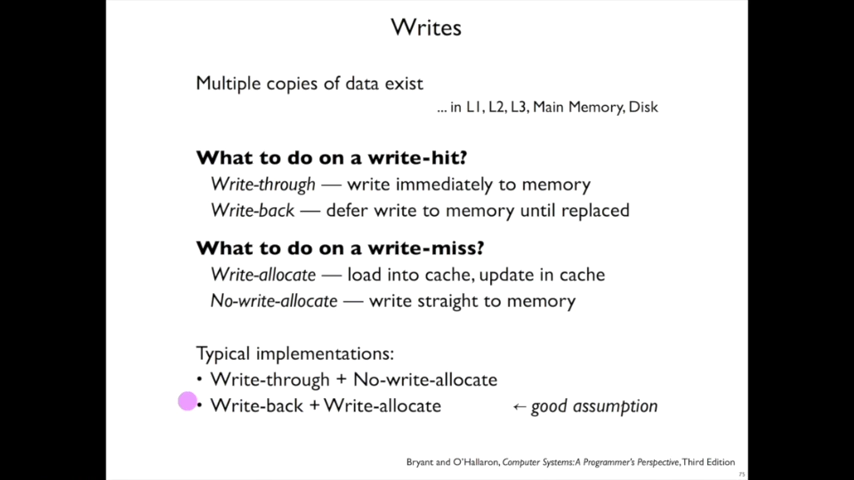 Writes
Multiple copies of data exist
... in L1, L2, L3, Main Memory, Disk
What to do on a write-hit?
Write-through — write immediately to memory
Write-back — defer write to memory until replaced
What to do on a write-miss?
Write-allocate — load into cache, update in cache
No-write-allocate — write straight to memory
Typical implementations:
• Write-through + No-write-allocate
• Write-back + Write-allocate ← good assumption
Bryant and O'Hallaron, Computer Systems: A Programmer's Perspective, Third Edition